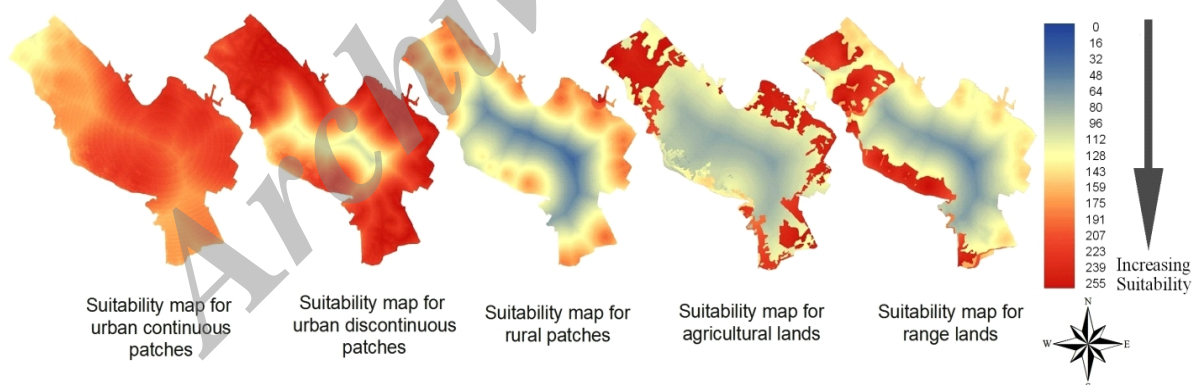 Archiv
0
16
32
48
64
80
96
112
128
143
159
175
191
207
223
239
255
Increasing
Suitability
N
W
E
Suitability map for
urban continuous
patches
Suitability map for
urban discontinuous
patches
Suitability map for
rural patches
Suitability map for
agricultural lands
Suitability map for
range lands